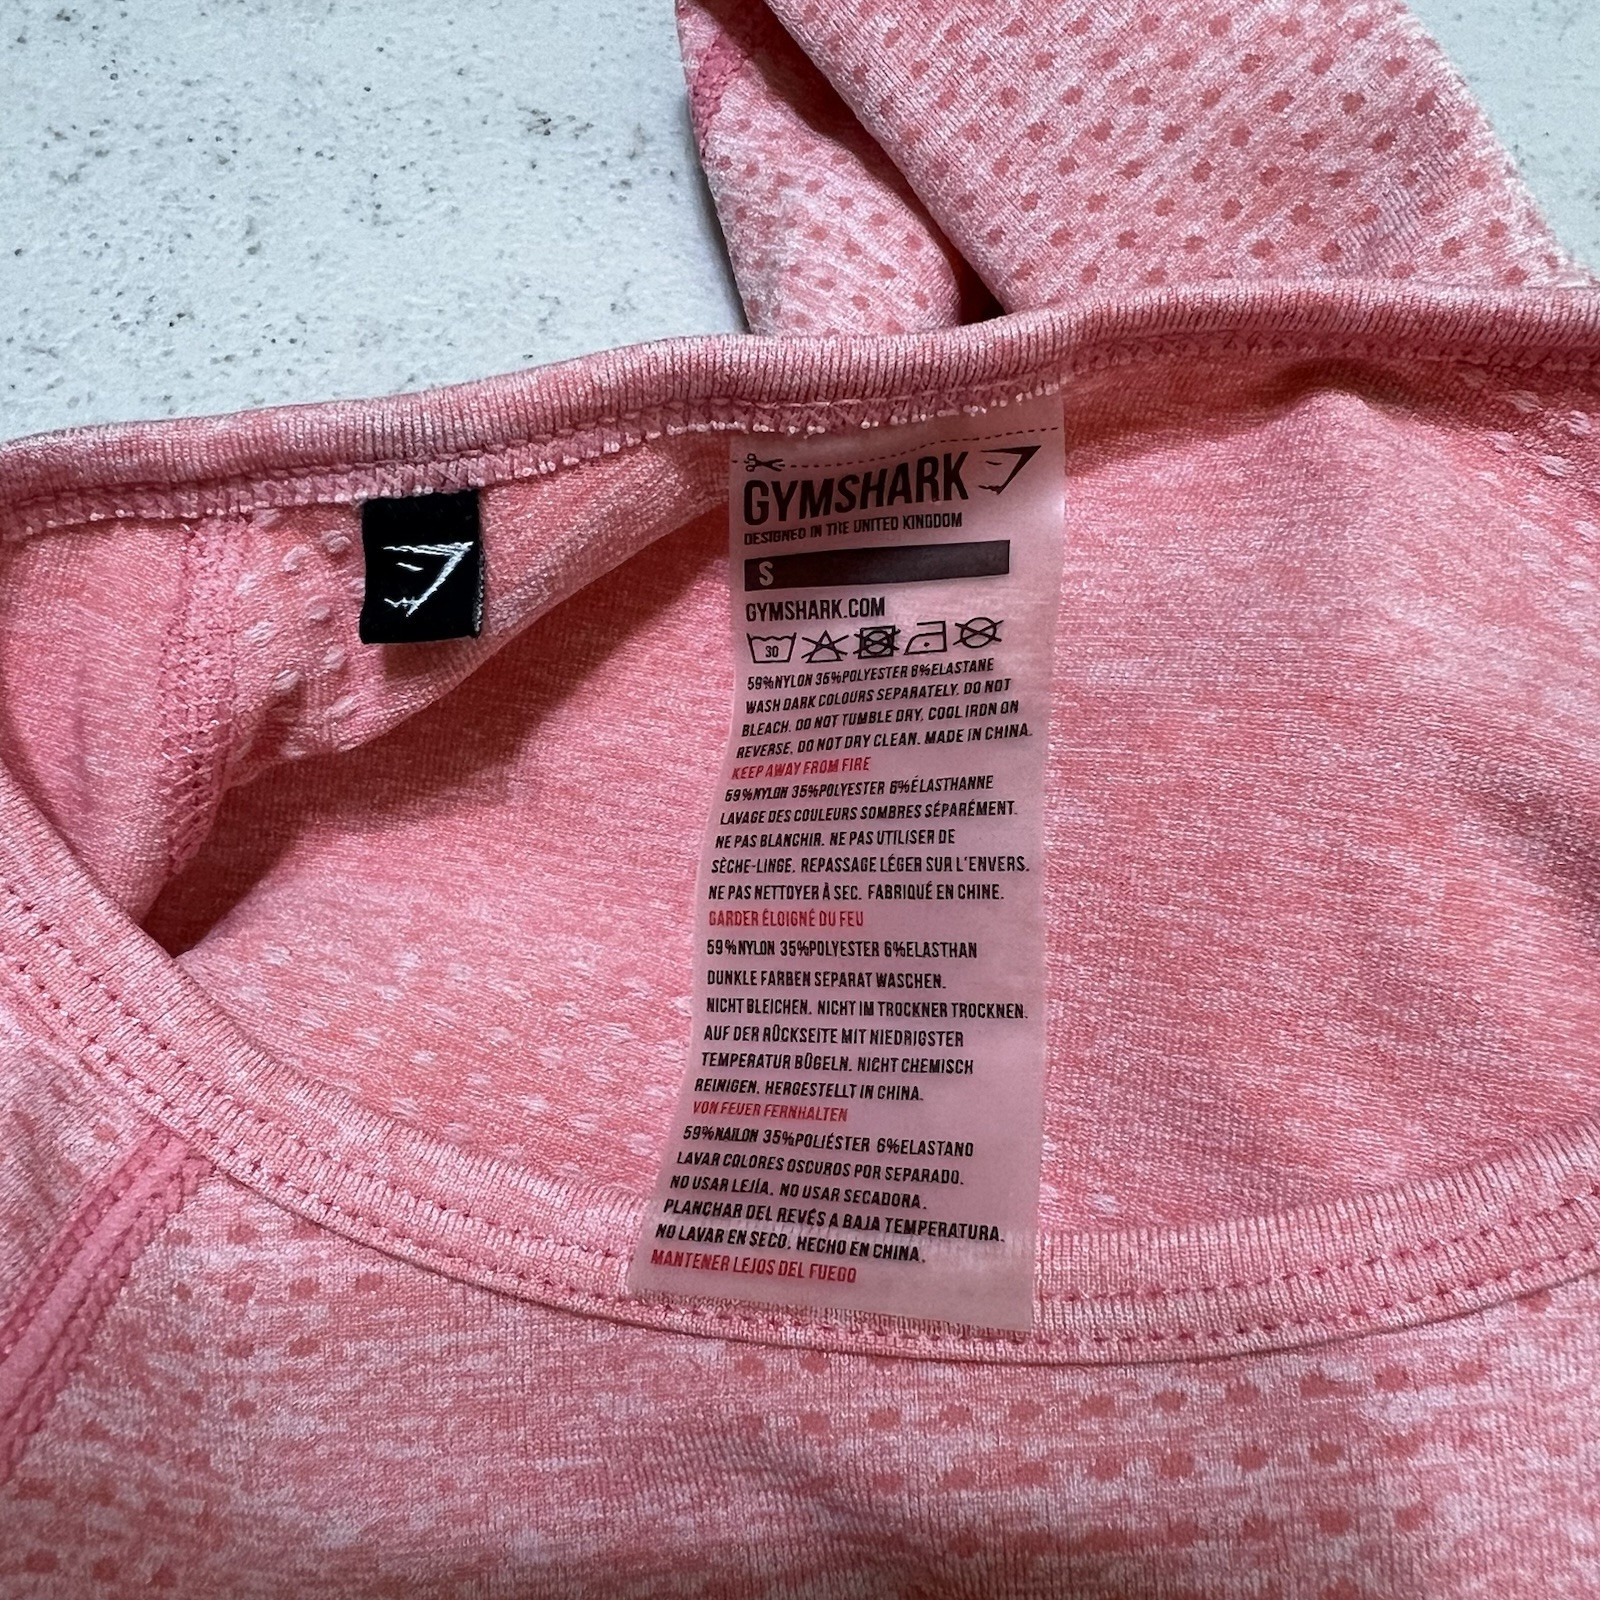 GYMSHARK
DESIGNED IN THE UNITED KINGDOM
S
GYMSHARK.COM
30
59%NYLON 35%POLYESTER 6%ELASTANE
WASH DARK COLOURS SEPARATELY. DO NOT
BLEACH. DO NOT TUMBLE DRY. COOL IRON ON
REVERSE. DO NOT DRY CLEAN. MADE IN CHINA.
KEEP AWAY FROM FIRE
59%NYLON 35%POLYESTER 6%ÉLASTHANNE
LAVAGE DES COULEURS SOMBRES SÉPARÉMENT.
NE PAS BLANCHIR. NE PAS UTILISER DE
SÈCHE-LINGE. REPASSAGE LÉGER SUR L'ENVERS.
NE PAS NETTOYER À SEC. FABRIQUÉ EN CHINE.
GARDER ÉLOIGNÉ DU FEU
59%NYLON 35%POLYESTER 6%ELASTHAN
DUNKLE FARBEN SEPARAT WASCHEN.
NICHT BLEICHEN. NICHT IM TROCKNER TROCKNEN.
AUF DER RÜCKSEITE MIT NIEDRIGSTER
TEMPERATUR BÜGELN. NICHT CHEMISCH
REINIGEN. HERGESTELLT IN CHINA.
VON FEUER FERNHALTEN
59%NAILON 35%POLIÉSTER 6%ELASTANO
LAVAR COLORES OSCUROS POR SEPARADO.
NO USAR LEJÍA. NO USAR SECADORA.
PLANCHAR DEL REVÉS A BAJA TEMPERATURA.
NO LAVAR EN SECO. HECHO EN CHINA.
MANTENER LEJOS DEL FUEGO